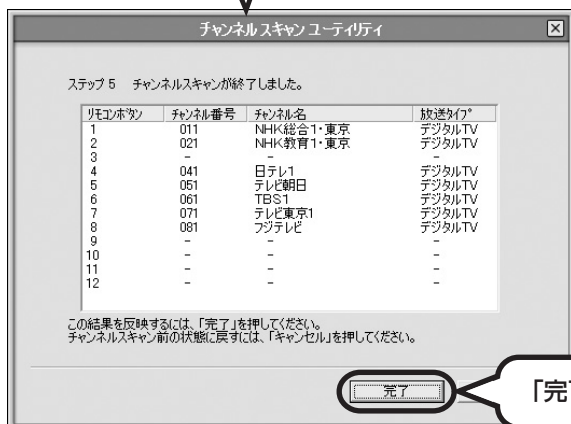 チャンネルスキャン ユーティリティ
ステップ 5 チャンネルスキャンが終了しました。
リモコンボタン チャンネル番号 チャンネル名 放送タイプ
1 011 NHK総合1・東京 デジタルTV
2 021 NHK教育1・東京 デジタルTV
3 - - -
4 041 日テレ1 デジタルTV
5 051 テレビ朝日 デジタルTV
6 061 TBS1 デジタルTV
7 071 テレビ東京1 デジタルTV
8 081 フジテレビ デジタルTV
9 - - -
10 - - -
11 - - -
12 - - -
この結果を反映するには、「完了」を押してください。
チャンネルスキャン前の状態に戻すには、「キャンセル」を押してください。
完了
「完